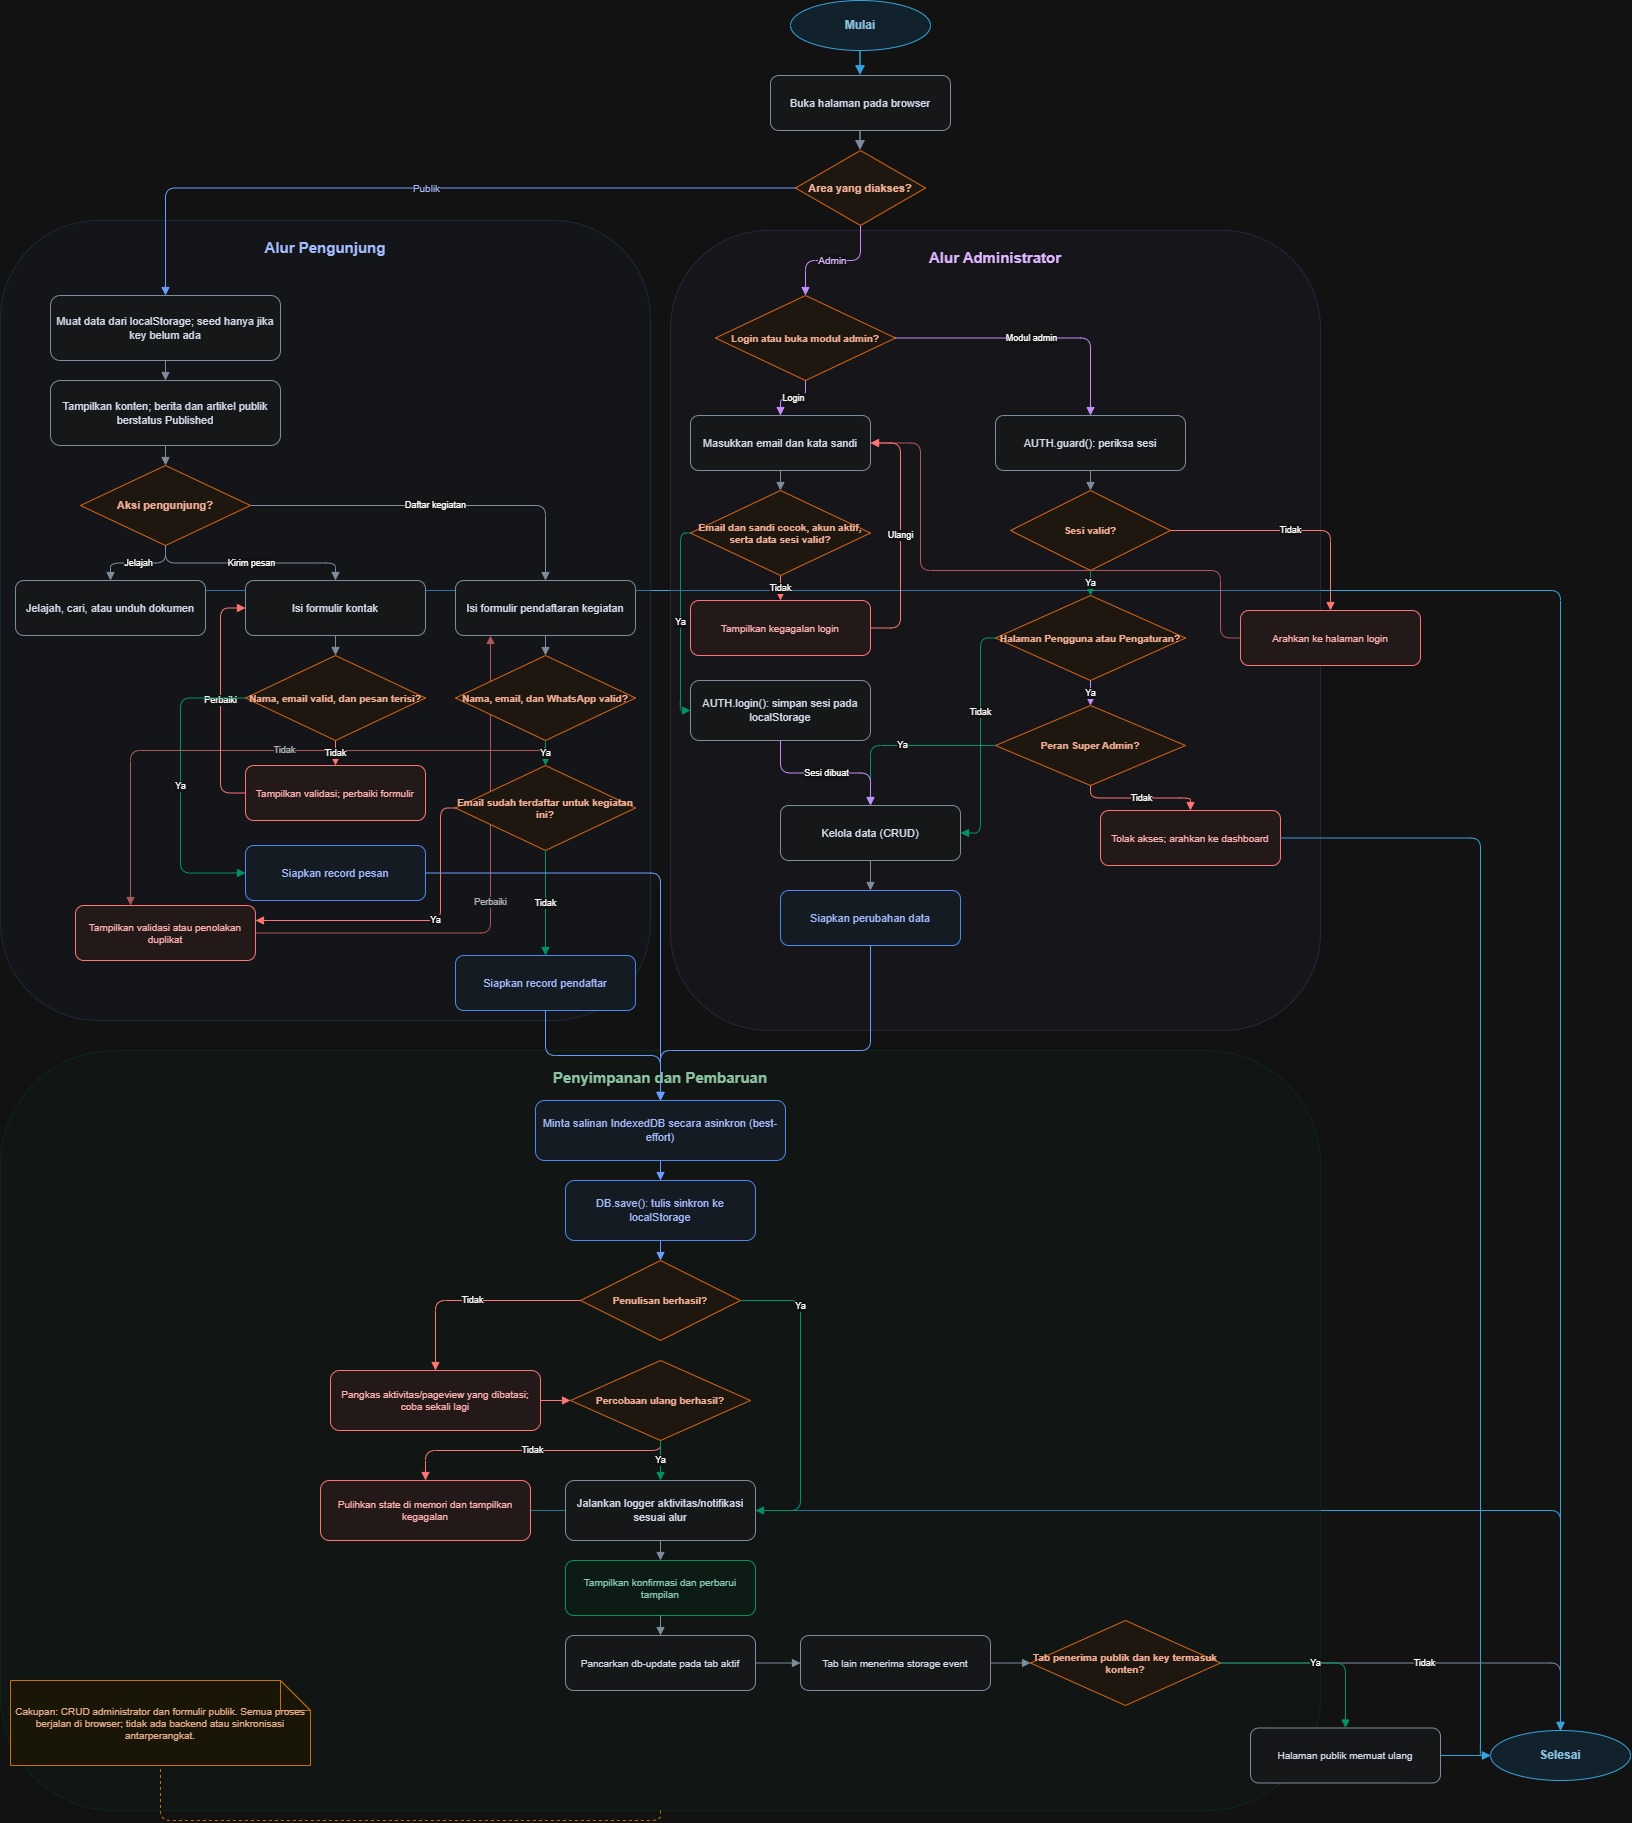 Mulai
Buka halaman pada browser
Area yang diakses?
Publik
Alur Pengunjung
Alur Administrator
Admin
Muat data dari localStorage; seed hanya jika
key belum ada
Login atau buka modul admin?
Modul admin
Login
Tampilkan konten; berita dan artikel publik
berstatus Published
Masukkan email dan kata sandi
AUTH.guard(): periksa sesi
Aksi pengunjung?
Daftar kegiatan
Email dan sandi cocok, akun aktif,
serta data sesi valid?
Ulangi
Sesi valid?
Tidak
Jelajah
Kirim pesan
Tidak
Ya
Jelajah, cari, atau unduh dokumen
Isi formulir kontak
Isi formulir pendaftaran kegiatan
Ya
Tampilkan kegagalan login
Halaman Pengguna atau Pengaturan?
Arahkan ke halaman login
Perbaiki
Nama, email valid, dan pesan terisi?
Nama, email, dan WhatsApp valid?
AUTH.login(): simpan sesi pada
localStorage
Tidak
Ya
Tidak
Tidak
Ya
Ya
Peran Super Admin?
Ya
Sesi dibuat
Tampilkan validasi; perbaiki formulir
Email sudah terdaftar untuk kegiatan
ini?
Tidak
Kelola data (CRUD)
Tolak akses; arahkan ke dashboard
Siapkan record pesan
Perbaiki
Tidak
Ya
Siapkan perubahan data
Tampilkan validasi atau penolakan
duplikat
Siapkan record pendaftar
Penyimpanan dan Pembaruan
Minta salinan IndexedDB secara asinkron (best-
effort)
DB.save(): tulis sinkron ke
localStorage
Tidak
Penulisan berhasil?
Ya
Pangkas aktivitas/pageview yang dibatasi;
coba sekali lagi
Percobaan ulang berhasil?
Tidak
Ya
Pulihkan state di memori dan tampilkan
kegagalan
Jalankan logger aktivitas/notifikasi
sesuai alur
Tampilkan konfirmasi dan perbarui
tampilan
Pancarkan db-update pada tab aktif
Tab lain menerima storage event
Tab penerima publik dan key termasuk
konten?
Ya
Tidak
Cakupan: CRUD administrator dan formulir publik. Semua proses
berjalan di browser; tidak ada backend atau sinkronisasi
antarperangkat.
Halaman publik memuat ulang
Selesai